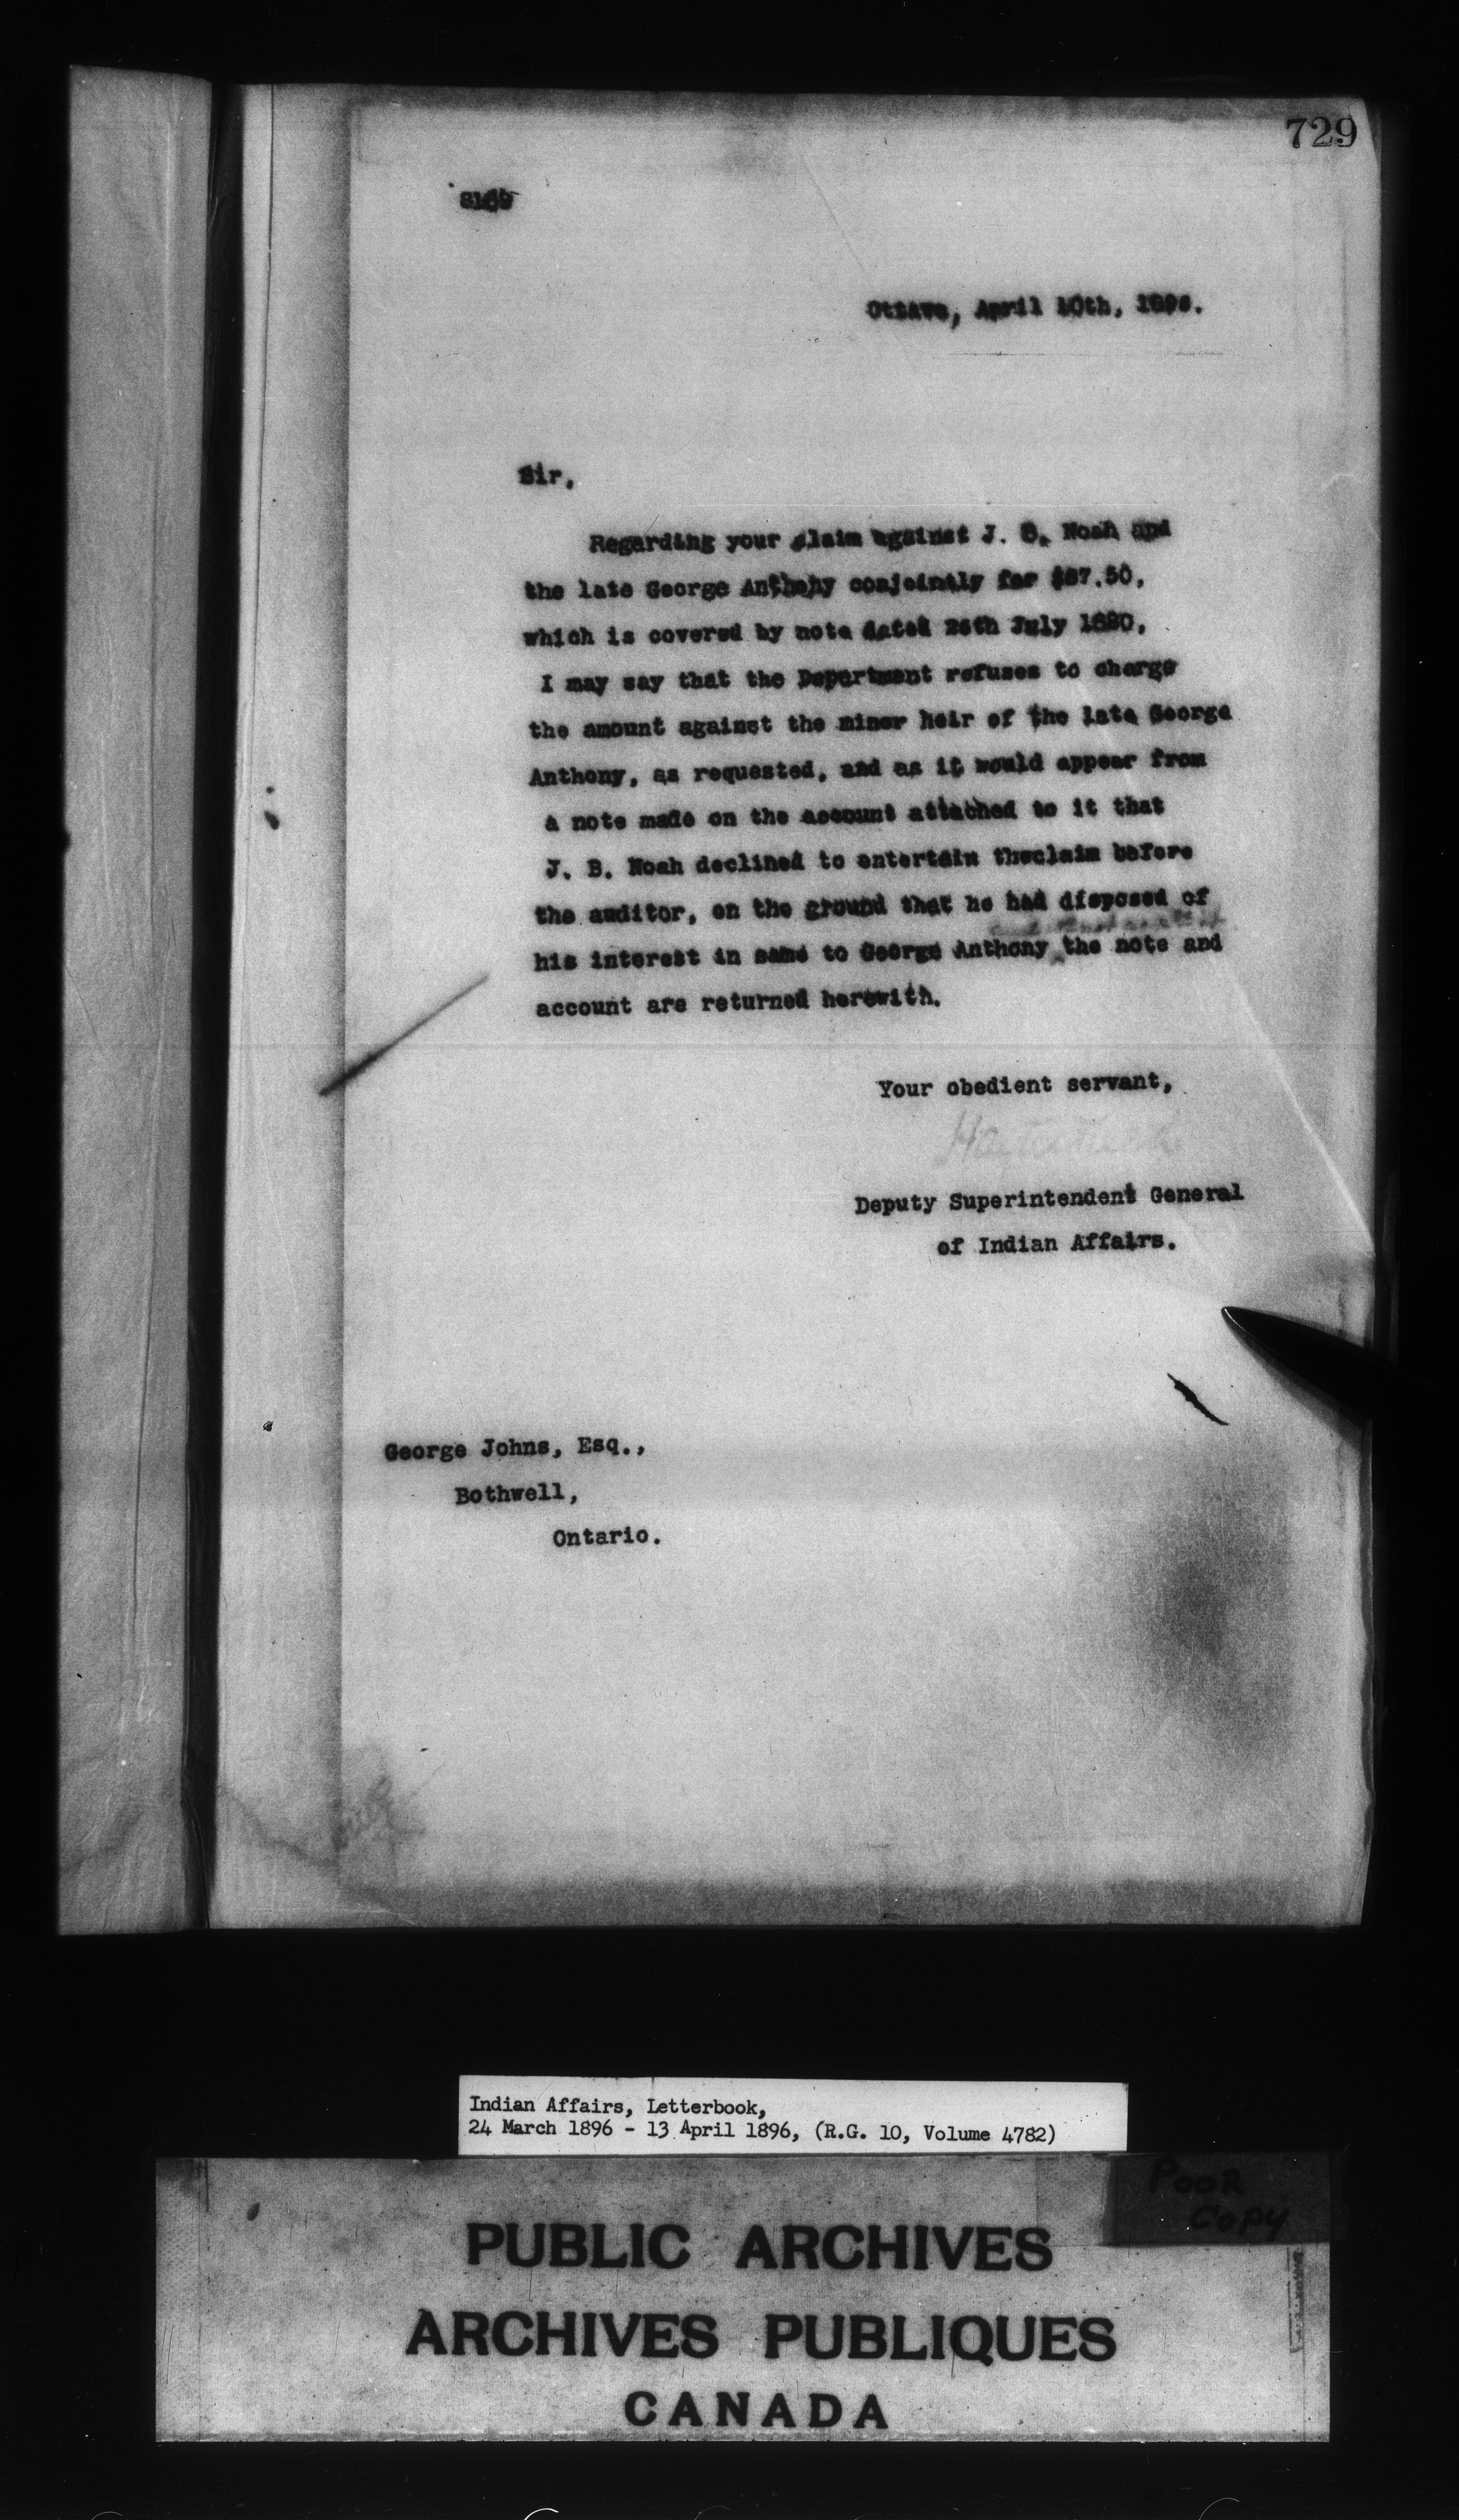 729
Ottawa, April 10th, 1896.
Sir,
Regarding your claim against J. B. Noah and
the late George Anthony conjointly for $87.50,
which is covered by note dated 26th July 1880,
I may say that the Department refuses to charge
the amount against the minor heir of the late George
Anthony, as requested, and as it would appear from
a note made on the account attached to it that
J. B. Noah declined to entertain theclaim before
the auditor, on the ground that he had disposed of
his interest in same to George Anthony the note and
account are returned herewith.
Your obedient servant,
Deputy Superintendent General
of Indian Affairs.
George Johns, Esq.,
Bothwell,
Ontario.
Indian Affairs, Letterbook,
24 March 1896 - 13 April 1896, (R.G. 10, Volume 4782)
Poor
Copy
PUBLIC ARCHIVES
ARCHIVES PUBLIQUES
CANADA